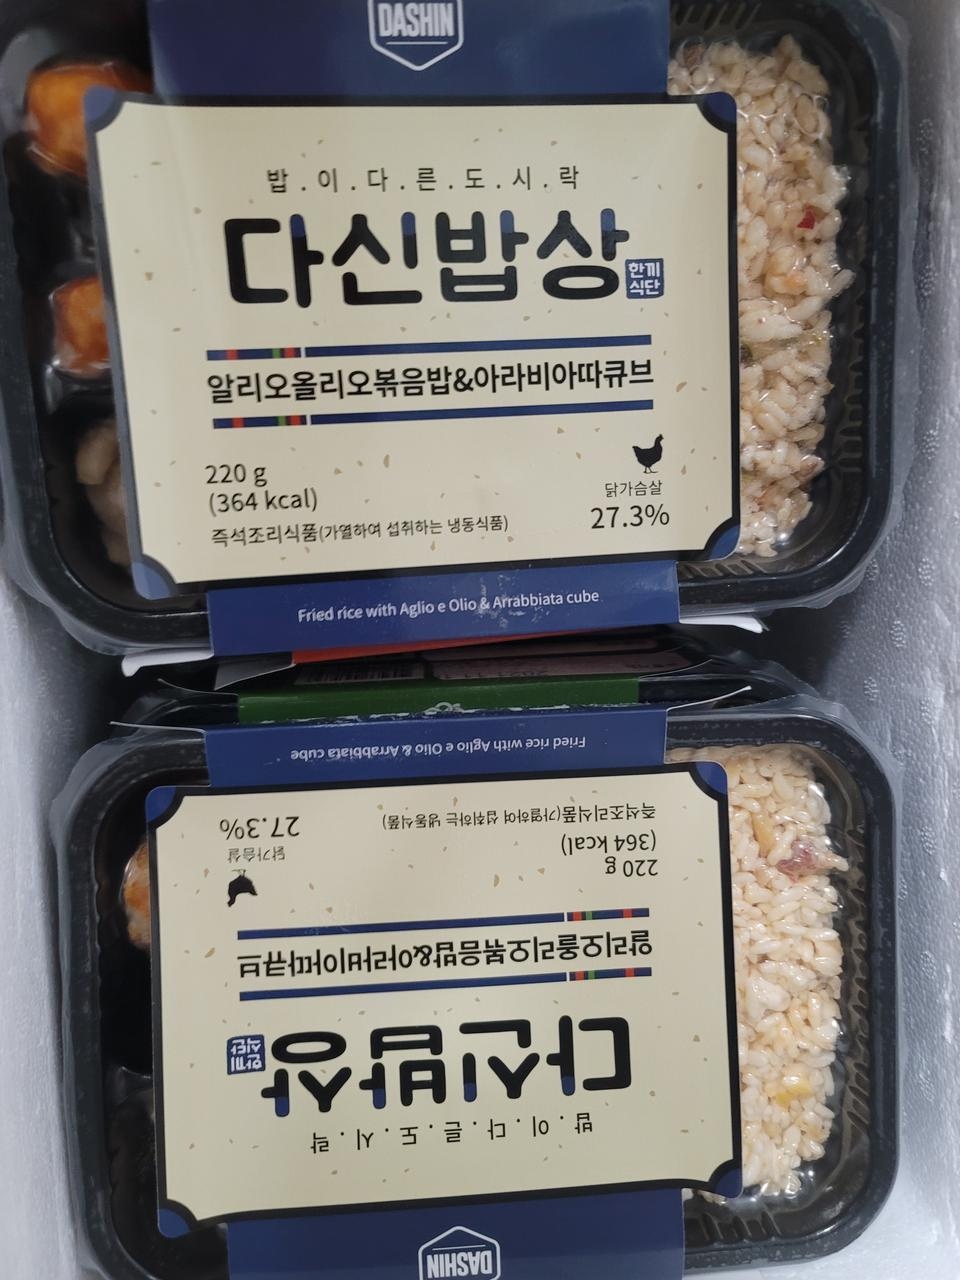 DASHIN
밥.이.다.른.도.시.락
다신밥상
한끼
식단
알리오올리오볶음밥&아라비아따큐브
220 g
(364 kcal)
즉석조리식품(가열하여 섭취하는 냉동식품)
닭가슴살
27.3%
Fried rice with Aglio e Olio & Arrabbiata cube
Fried rice with Aglio e Olio & Arrabbiata cube
즉석조리식품(가열하여 섭취하는 냉동식품)
220 g
(364 kcal)
닭가슴살
27.3%
알리오올리오볶음밥&아라비아따큐브
다신밥상
한끼
식단
밥.이.다.른.도.시.락
DASHIN